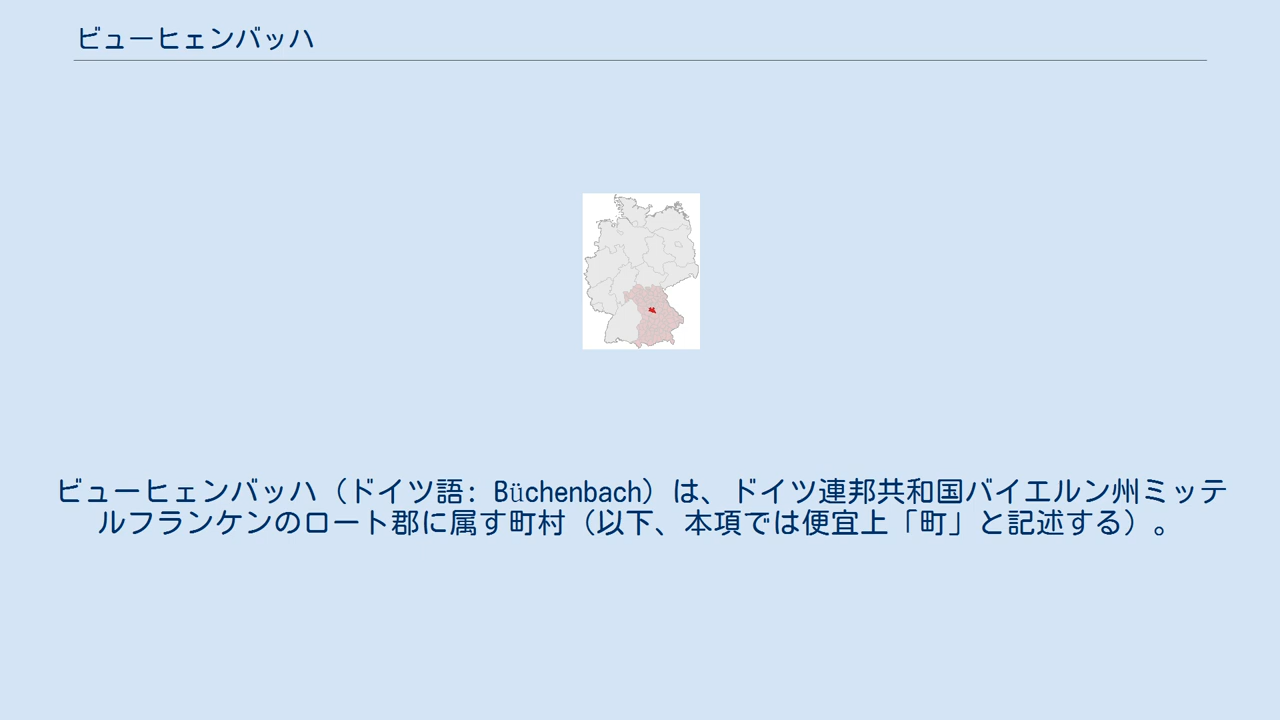 ビューヒェンバッハ
ビューヒェンバッハ（ドイツ語: Büchenbach）は、ドイツ連邦共和国バイエルン州ミッテ
ルフランケンのロート郡に属す町村（以下、本項では便宜上「町」と記述する）。